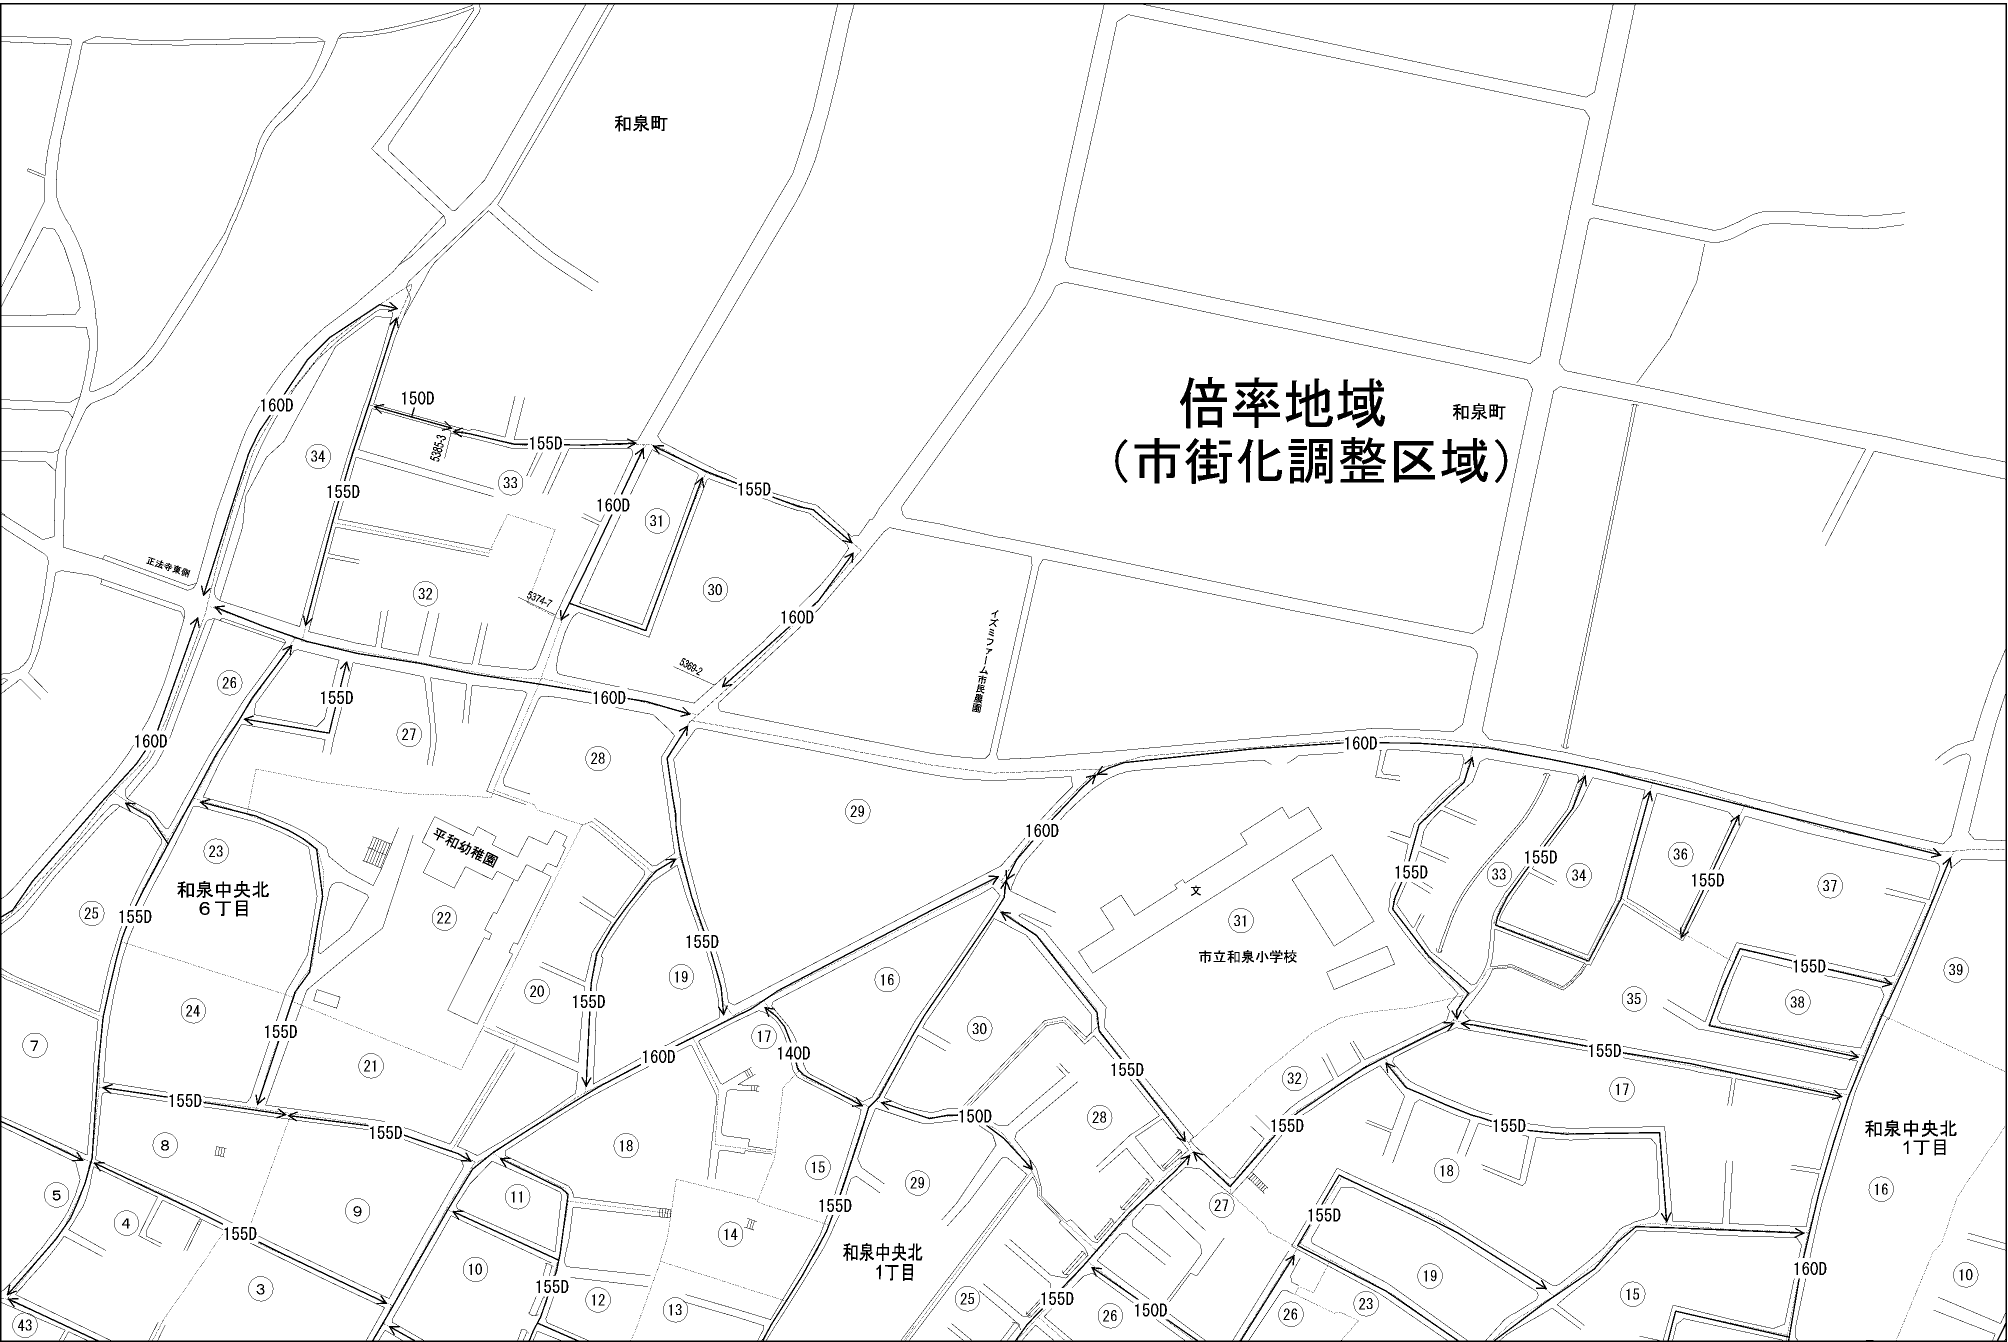 和泉町
倍率地域
(市街化調整区域)
和泉町
160D
150D
5385-3
155D
34
155D
33
160D
31
155D
正法寺東側
32
5374-7
30
160D
5369-2
イズミファーム市民農園
26
155D
160D
160D
27
28
160D
29
160D
23
和泉中央北
6丁目
平和幼稚園
25
155D
22
155D
19
20
155D
24
155D
7
21
16
17
140D
160D
30
文
31
市立和泉小学校
155D
33
155D
34
36
155D
37
155D
38
39
35
155D
17
155D
32
155D
28
150D
155D
155D
8
18
15
29
155D
5
4
9
11
155D
14
和泉中央北
1丁目
27
155D
18
和泉中央北
1丁目
16
10
155D
12
13
3
43
25
155D
26
150D
26
23
19
15
160D
10